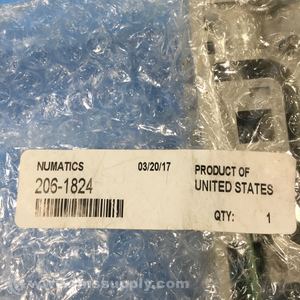 NUMATICS 03/20/17 PRODUCT OF
206-1824 UNITED STATES
QTY: 1